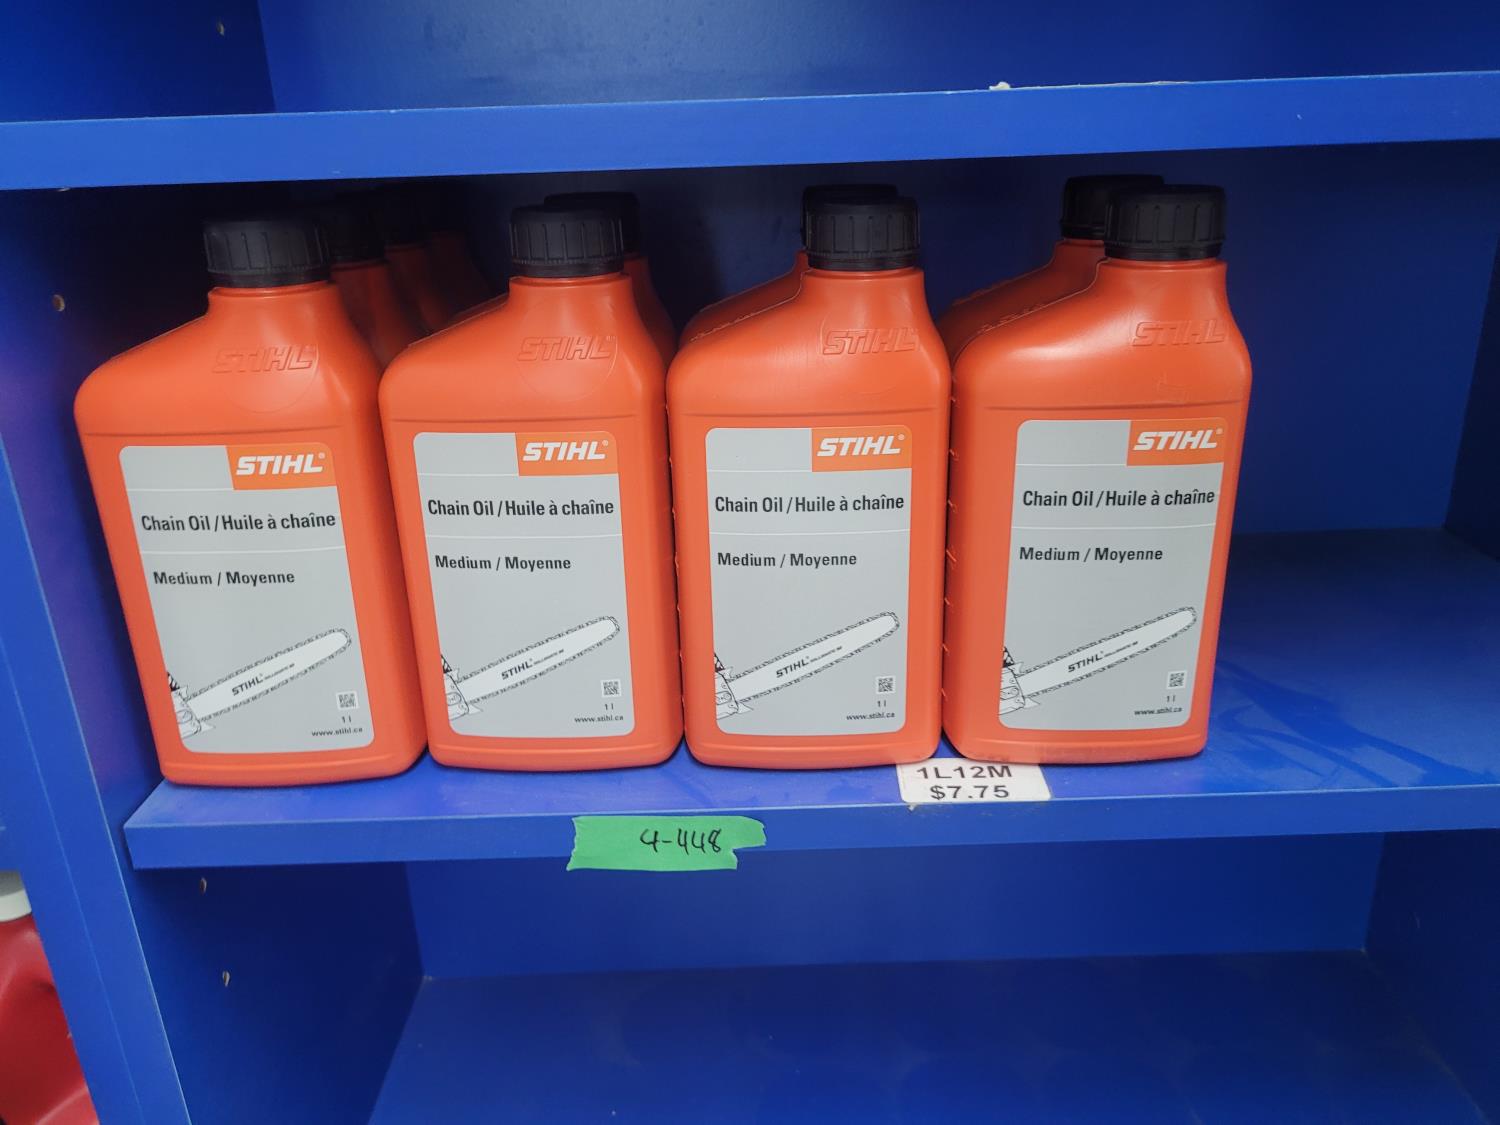 STIHL
STIHL®
Chain Oil / Huile à chaîne
Medium / Moyenne
STIHL
1 l
www.stihl.ca
STIHL
STIHL®
Chain Oil / Huile à chaîne
Medium / Moyenne
STIHL
1 l
www.stihl.ca
STIHL
STIHL®
Chain Oil / Huile à chaîne
Medium / Moyenne
STIHL
1 l
www.stihl.ca
STIHL
STIHL®
Chain Oil / Huile à chaîne
Medium / Moyenne
STIHL
1 l
www.stihl.ca
1L12M
$7.75
4-448